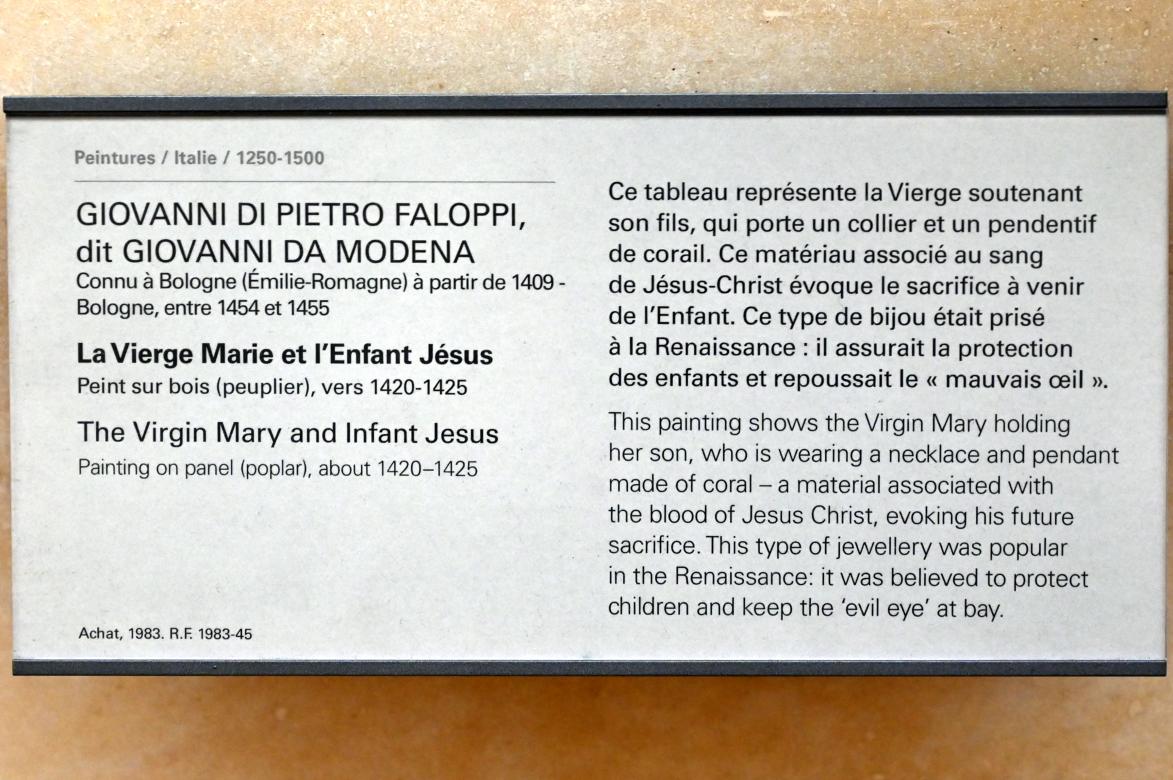 Peintures / Italie / 1250-1500
GIOVANNI DI PIETRO FALOPPI,
dit GIOVANNI DA MODENA
Connu à Bologne (Émilie-Romagne) à partir de 1409 -
Bologne, entre 1454 et 1455
La Vierge Marie et l'Enfant Jésus
Peint sur bois (peuplier), vers 1420-1425
The Virgin Mary and Infant Jesus
Painting on panel (poplar), about 1420–1425
Achat, 1983. R.F. 1983-45
Ce tableau représente la Vierge soutenant
son fils, qui porte un collier et un pendentif
de corail. Ce matériau associé au sang
de Jésus-Christ évoque le sacrifice à venir
de l'Enfant. Ce type de bijou était prisé
à la Renaissance : il assurait la protection
des enfants et repoussait le « mauvais œil ».
This painting shows the Virgin Mary holding
her son, who is wearing a necklace and pendant
made of coral – a material associated with
the blood of Jesus Christ, evoking his future
sacrifice. This type of jewellery was popular
in the Renaissance: it was believed to protect
children and keep the 'evil eye' at bay.